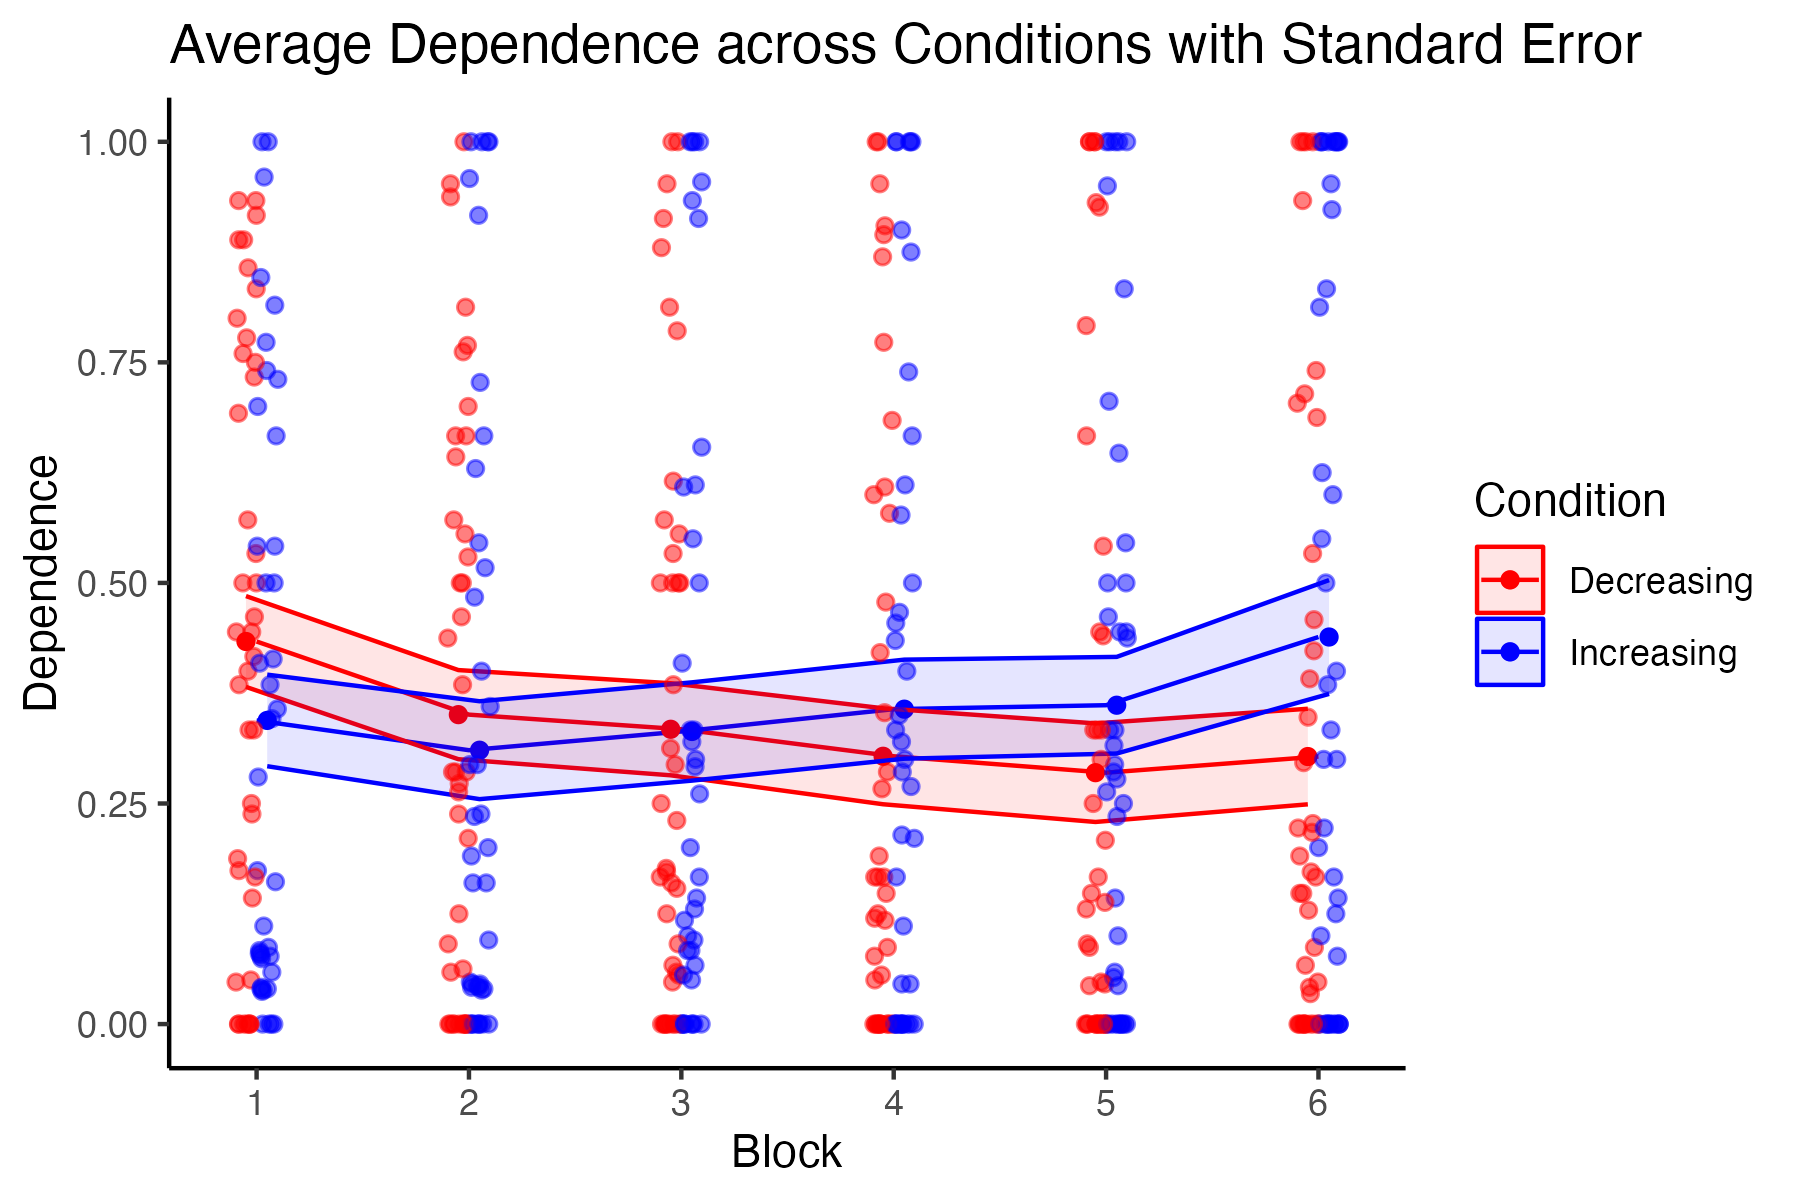 Average Dependence across Conditions with Standard Error
1.00
0.75
0.50
0.25
0.00
Dependence
1 2 3 4 5 6
Block
Condition
Decreasing
Increasing